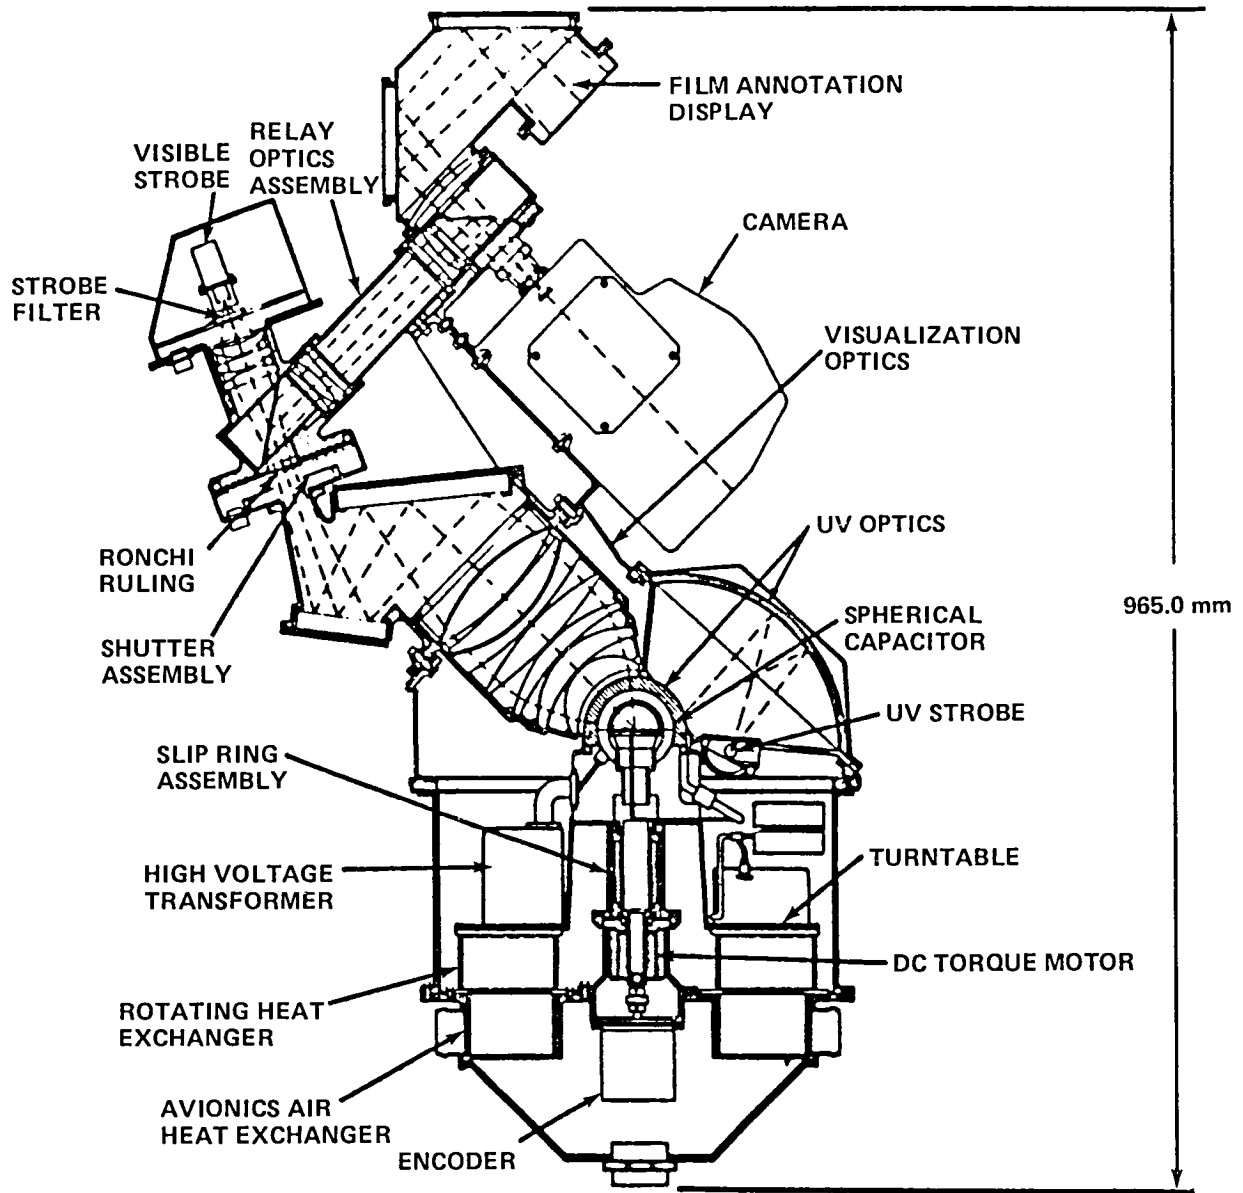 FILM ANNOTATION
DISPLAY
RELAY
OPTICS
ASSEMBLY
VISIBLE
STROBE
CAMERA
STROBE
FILTER
VISUALIZATION
OPTICS
UV OPTICS
RONCHI
RULING
965.0 mm
SPHERICAL
CAPACITOR
SHUTTER
ASSEMBLY
UV STROBE
SLIP RING
ASSEMBLY
TURNTABLE
HIGH VOLTAGE
TRANSFORMER
DC TORQUE MOTOR
ROTATING HEAT
EXCHANGER
AVIONICS AIR
HEAT EXCHANGER
ENCODER